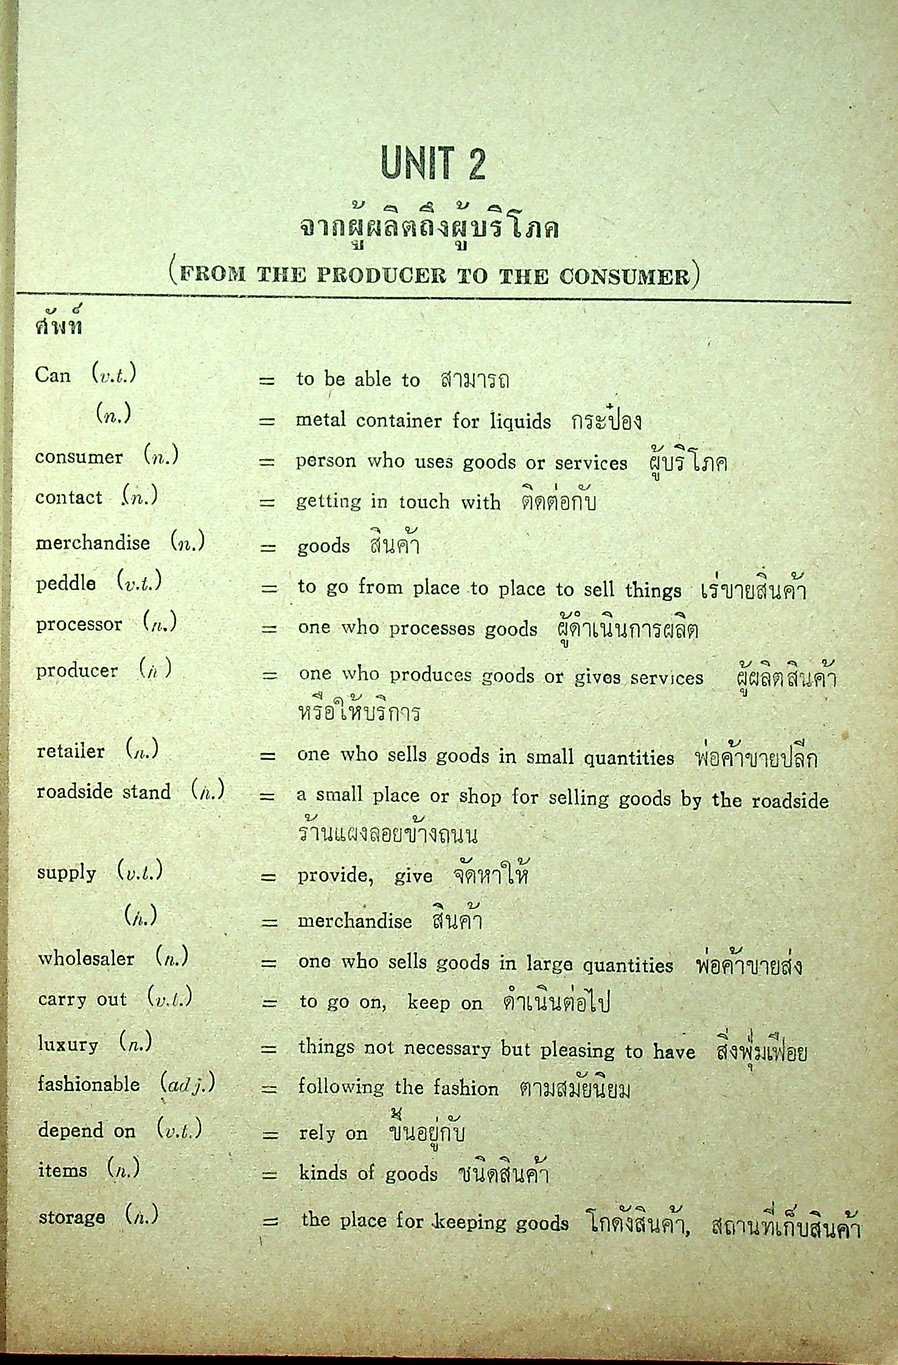 UNIT 2
จากผู้ผลิตถึงผู้บริโภค
(FROM THE PRODUCER TO THE CONSUMER)
ศัพท์
Can (v.t.) = to be able to สามารถ
(n.) = metal container for liquids กระป๋อง
consumer (n.) = person who uses goods or services ผู้บริโภค
contact (n.) = getting in touch with ติดต่อกับ
merchandise (n.) = goods สินค้า
peddle (v.t.) = to go from place to place to sell things เร่ขายสินค้า
processor (n.) = one who processes goods ผู้ดำเนินการผลิต
producer (n ) = one who produces goods or gives services ผู้ผลิตสินค้า
หรือให้บริการ
retailer (n.) = one who sells goods in small quantities พ่อค้าขายปลีก
roadside stand (n.) = a small place or shop for selling goods by the roadside
ร้านแผงลอยข้างถนน
supply (v.t.) = provide, give จัดหาให้
(n.) = merchandise สินค้า
wholesaler (n.) = one who sells goods in large quantities พ่อค้าขายส่ง
carry out (v.t.) = to go on, keep on ดำเนินต่อไป
luxury (n.) = things not necessary but pleasing to have สิ่งฟุ่มเฟือย
fashionable (adj.) = following the fashion ตามสมัยนิยม
depend on (v.t.) = rely on ขึ้นอยู่กับ
items (n.) = kinds of goods ชนิดสินค้า
storage (n.) = the place for keeping goods โกดังสินค้า, สถานที่เก็บสินค้า